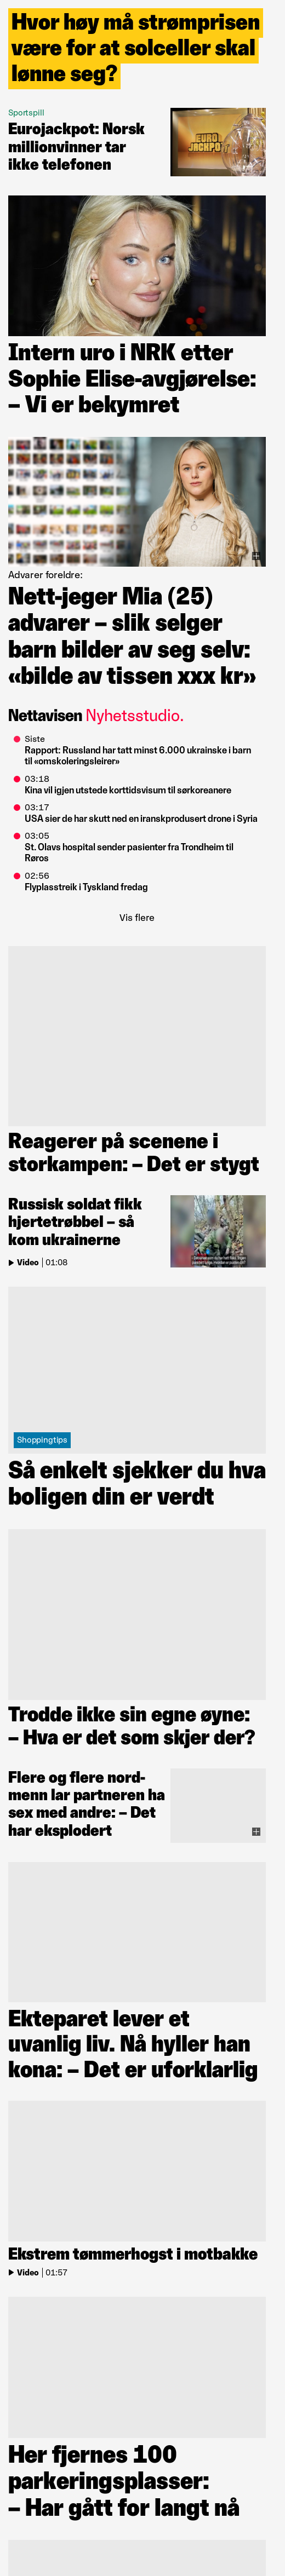 Hvor høy må strømprisen
være for at solceller skal
lønne seg?
Sportspill
Eurojackpot: Norsk
millionvinner tar
ikke telefonen
EURO
JACKPOT
Intern uro i NRK etter
Sophie Elise-avgjørelse:
– Vi er bekymret
Advarer foreldre:
Nett-jeger Mia (25)
advarer – slik selger
barn bilder av seg selv:
«bilde av tissen xxx kr»
Nettavisen Nyhetsstudio.
Siste
Rapport: Russland har tatt minst 6.000 ukrainske i barn
til «omskoleringsleirer»
03:18
Kina vil igjen utstede korttidsvisum til sørkoreanere
03:17
USA sier de har skutt ned en iranskprodusert drone i Syria
03:05
St. Olavs hospital sender pasienter fra Trondheim til
Røros
02:56
Flyplasstreik i Tyskland fredag
Vis flere
Reagerer på scenene i
storkampen: – Det er stygt
Russisk soldat fikk
hjertetrøbbel – så
kom ukrainerne
Video | 01:08
Shoppingtips
Så enkelt sjekker du hva
boligen din er verdt
Trodde ikke sin egne øyne:
– Hva er det som skjer der?
Flere og flere nord-
menn lar partneren ha
sex med andre: – Det
har eksplodert
Ekteparet lever et
uvanlig liv. Nå hyller han
kona: – Det er uforklarlig
Ekstrem tømmerhogst i motbakke
Video | 01:57
Her fjernes 100
parkeringsplasser:
– Har gått for langt nå